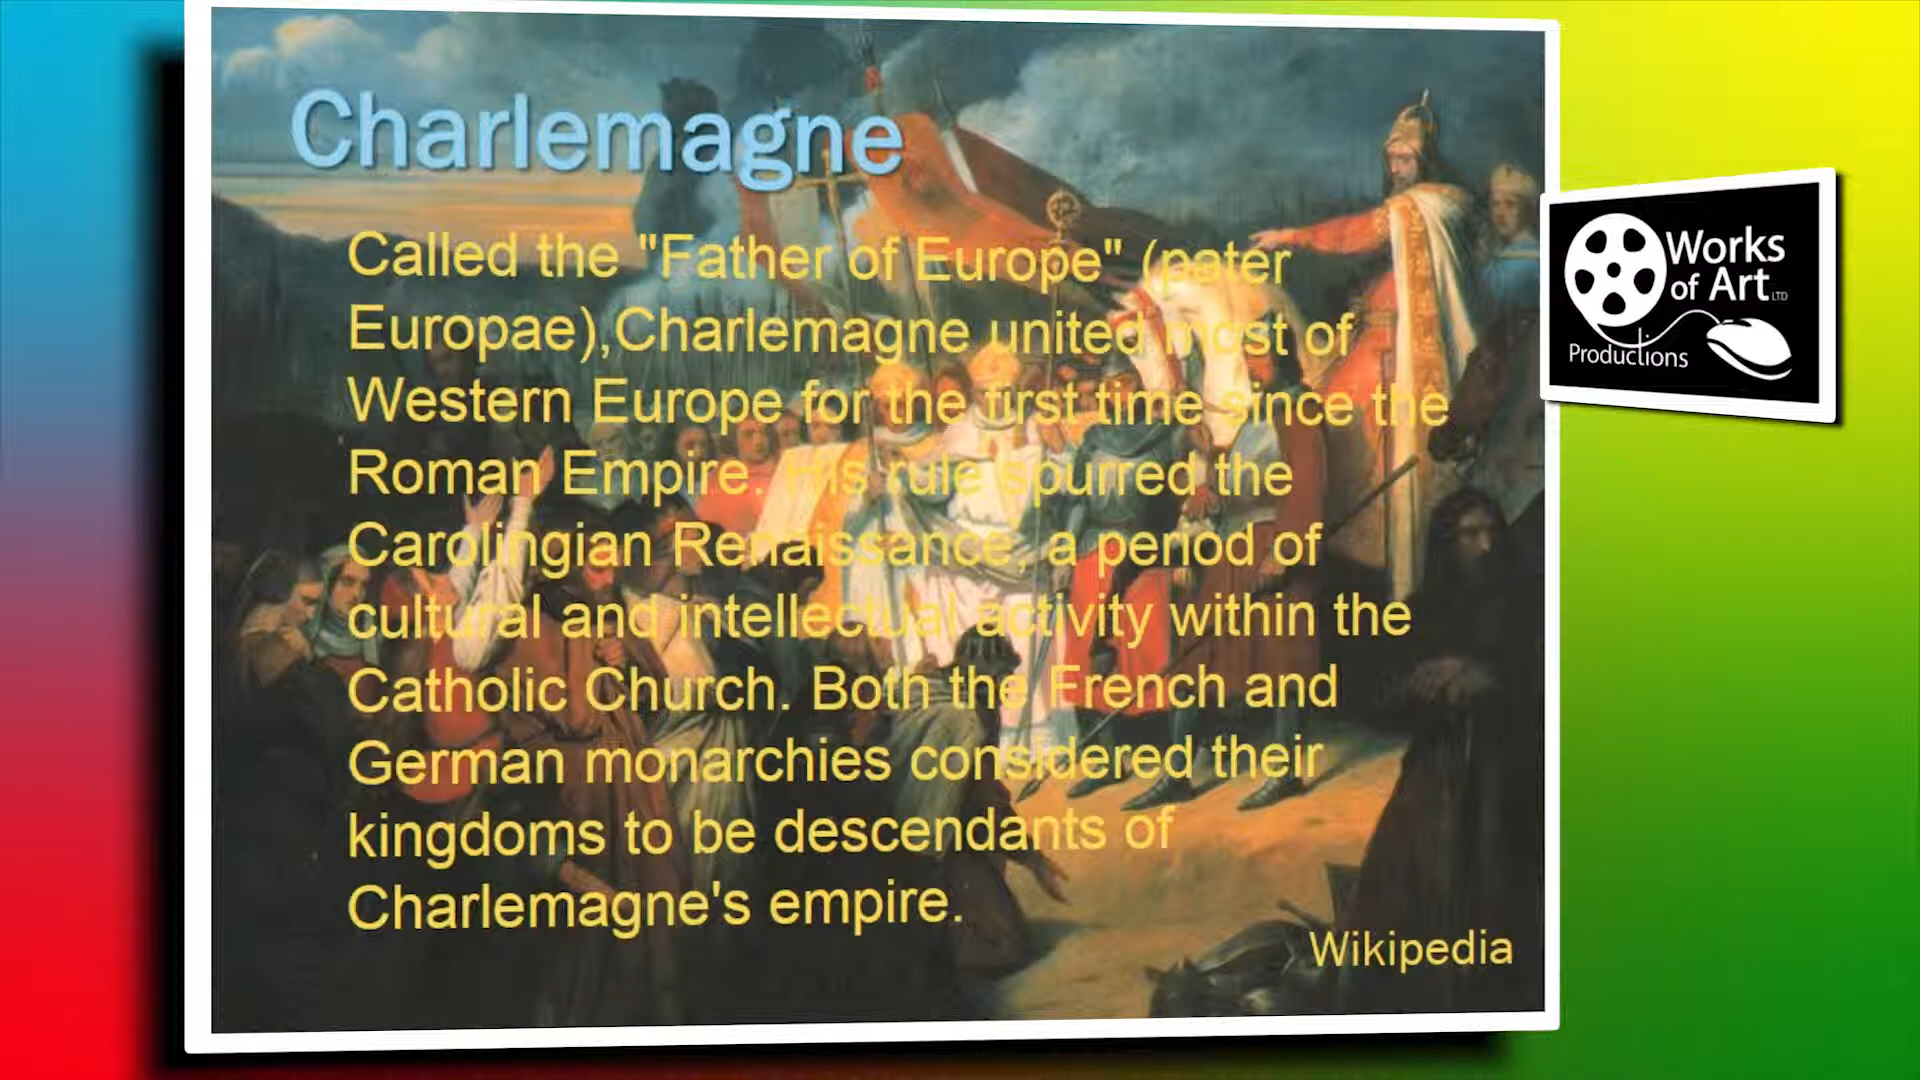 Charlemagne
Called the "Father of Europe" (pater
Europae),Charlemagne united most of
Western Europe for the first time since the
Roman Empire. His rule spurred the
Carolingian Renaissance, a period of
cultural and intellectual activity within the
Catholic Church. Both the French and
German monarchies considered their
kingdoms to be descendants of
Charlemagne's empire.
Wikipedia
Works
of Art LTD
Productions